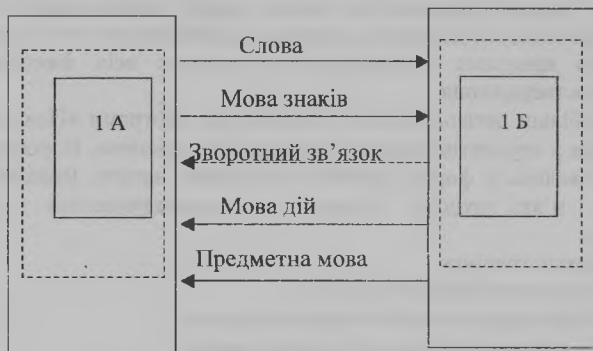 Слова
Мова знаків
1 А
1 Б
Зворотний зв’язок
Мова дій
Предметна мова